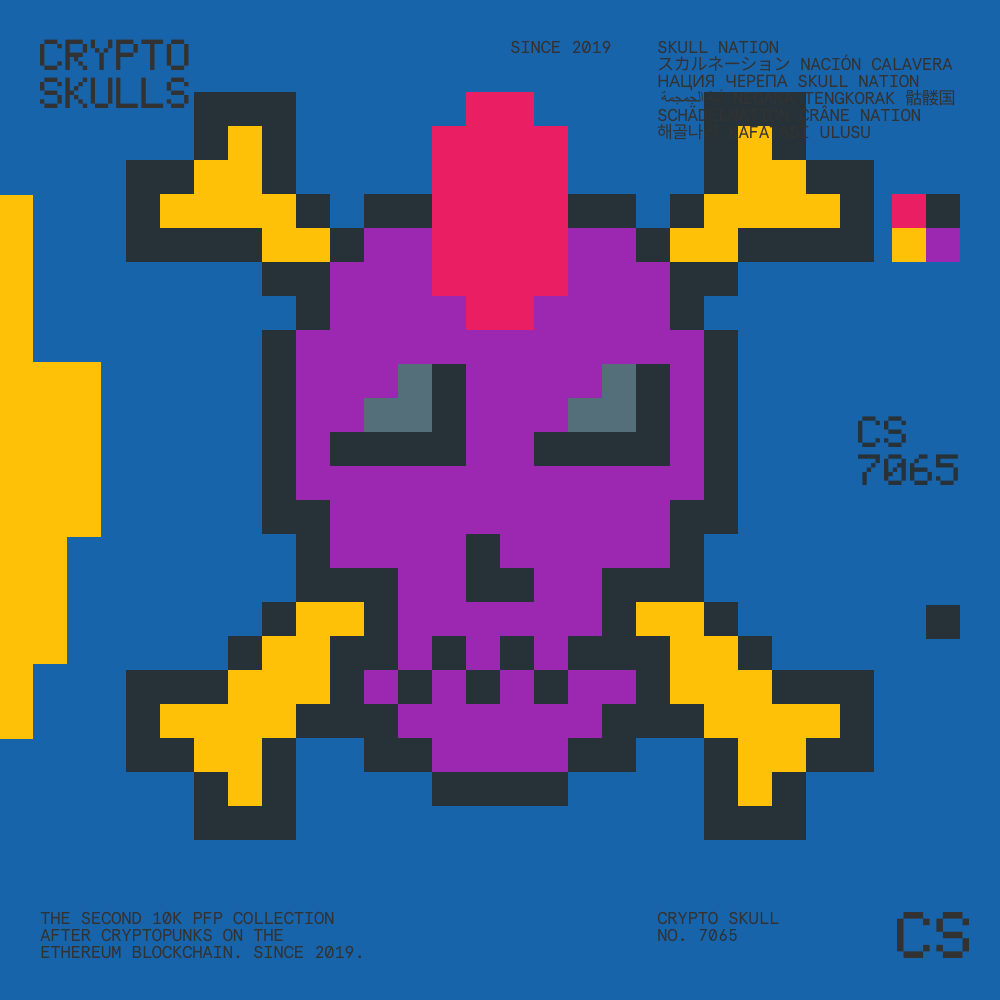 CRYPTO
SKULLS
SINCE 2019
SKULL NATION
スカルネーション NACIÓN CALAVERA
НАЦИЯ ЧЕРЕПА SKULL NATION
TENGKORAK 骷髅国
CRÂNE NATION
해골나 ULUSU
CS
7065
THE SECOND 10K PFP COLLECTION
AFTER CRYPTOPUNKS ON THE
ETHEREUM BLOCKCHAIN. SINCE 2019.
CRYPTO SKULL
NO. 7065
CS